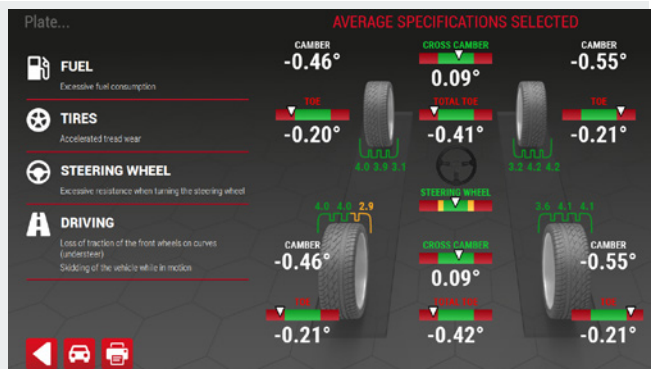 Plate...
AVERAGE SPECIFICATIONS SELECTED
FUEL
Excessive fuel consumption
TIRES
Accelerated tread wear
STEERING WHEEL
Excessive resistance when turning the steering wheel
DRIVING
Loss of traction of the front wheels on curves
(understeer)
Skidding of the vehicle while in motion
CAMBER
-0.46°
CROSS CAMBER
0.09°
CAMBER
-0.55°
TOE
-0.20°
TOTAL TOE
-0.41°
TOE
-0.21°
4.0 3.9 3.1
3.2 4.2 4.2
STEERING WHEEL
4.0 4.0 2.9
3.6 4.1 4.1
CAMBER
-0.46°
CROSS CAMBER
0.09°
CAMBER
-0.55°
TOE
-0.21°
TOTAL TOE
-0.42°
TOE
-0.21°